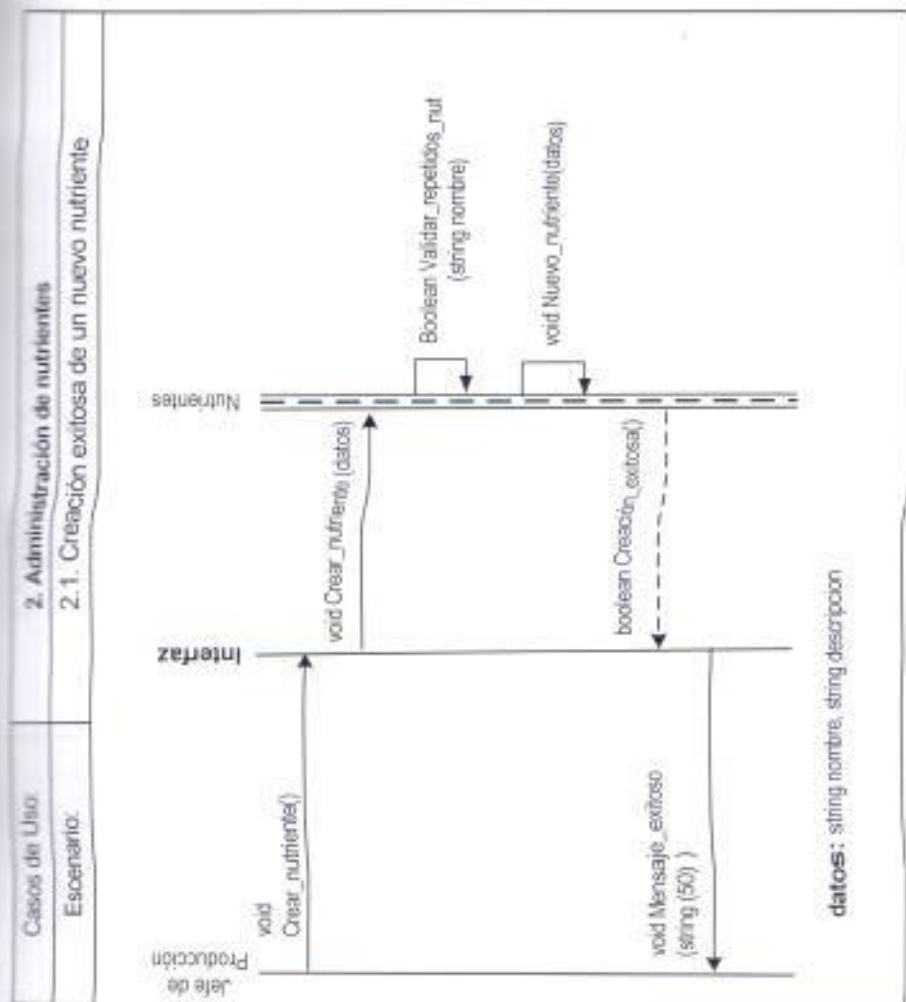 Casos de Uso:
2. Administración de nutrientes
Escenario:
2.1. Creación exitosa de un nuevo nutriente
Jefe de
Producción
Interfaz
Nutrientes
void
Crear_nutriente()
void Crear_nutriente (datos)
Boolean Validar_repetidos_nut
(string nombre)
void Nuevo_nutriente(datos)
boolean Creación_exitosa()
void Mensaje_exitoso
(string (50) )
datos: string nombre, string descripcion